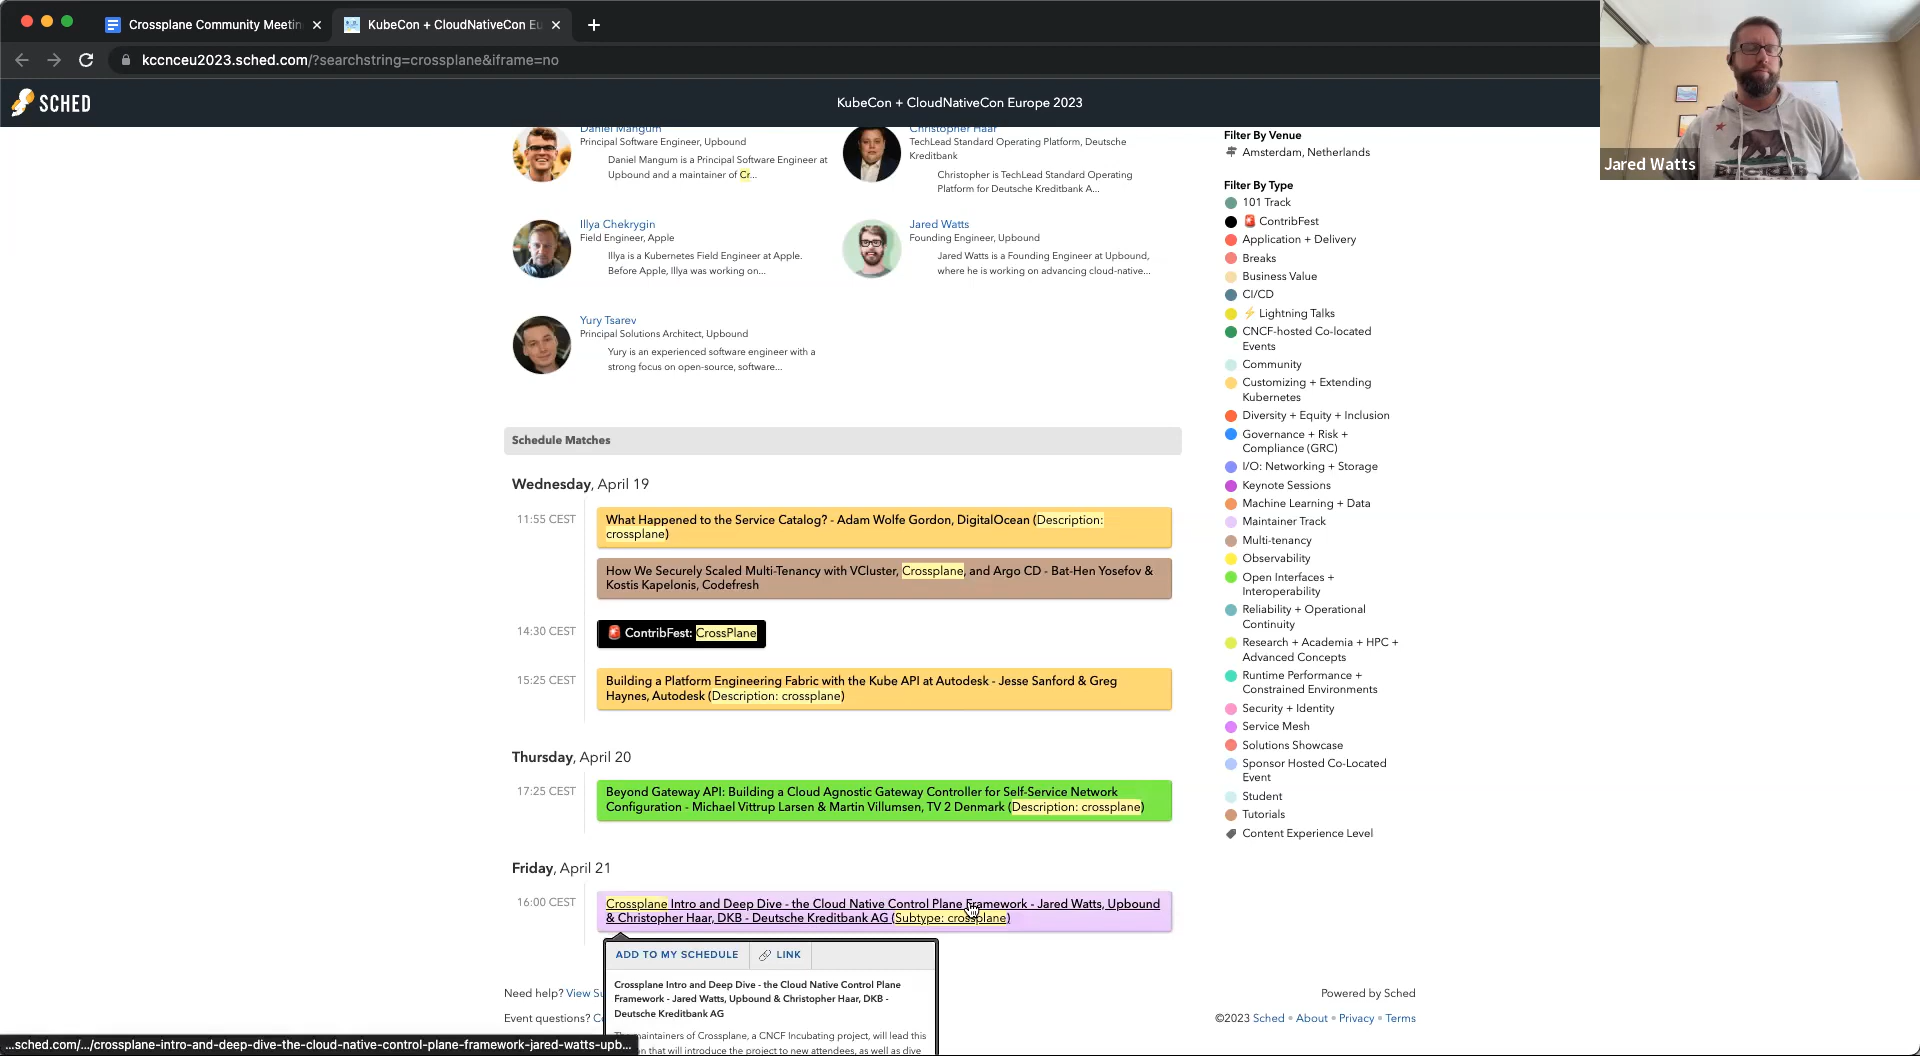 Crossplane Community Meetin
KubeCon + CloudNativeCon Eu
kccnceu2023.sched.com/?searchstring=crossplane&iframe=no
SCHED
KubeCon + CloudNativeCon Europe 2023
Jared Watts
Daniel Mangum
Principal Software Engineer, Upbound
Daniel Mangum is a Principal Software Engineer at
Upbound and a maintainer of Cr...
Christopher Haar
TechLead Standard Operating Platform, Deutsche
Kreditbank
Christopher is TechLead Standard Operating
Platform for Deutsche Kreditbank A...
Illya Chekrygin
Field Engineer, Apple
Illya is a Kubernetes Field Engineer at Apple.
Before Apple, Illya was working on...
Jared Watts
Founding Engineer, Upbound
Jared Watts is a Founding Engineer at Upbound,
where he is working on advancing cloud-native...
Yury Tsarev
Principal Solutions Architect, Upbound
Yury is an experienced software engineer with a
strong focus on open-source, software...
Schedule Matches
Wednesday, April 19
11:55 CEST
What Happened to the Service Catalog? - Adam Wolfe Gordon, DigitalOcean (Description:
crossplane)
How We Securely Scaled Multi-Tenancy with VCluster, Crossplane, and Argo CD - Bat-Hen Yosefov &
Kostis Kapelonis, Codefresh
14:30 CEST
🚨 ContribFest: CrossPlane
15:25 CEST
Building a Platform Engineering Fabric with the Kube API at Autodesk - Jesse Sanford & Greg
Haynes, Autodesk (Description: crossplane)
Thursday, April 20
17:25 CEST
Beyond Gateway API: Building a Cloud Agnostic Gateway Controller for Self-Service Network
Configuration - Michael Vittrup Larsen & Martin Villumsen, TV 2 Denmark (Description: crossplane)
Friday, April 21
16:00 CEST
Crossplane Intro and Deep Dive - the Cloud Native Control Plane Framework - Jared Watts, Upbound
& Christopher Haar, DKB - Deutsche Kreditbank AG (Subtype: crossplane)
ADD TO MY SCHEDULE
LINK
Crossplane Intro and Deep Dive - the Cloud Native Control Plane
Framework - Jared Watts, Upbound & Christopher Haar, DKB -
Deutsche Kreditbank AG
maintainers of Crossplane, a CNCF Incubating project, will lead this
that will introduce the project to new attendees, as well as dive
Need help? View Su
Event questions? C
...sched.com/.../crossplane-intro-and-deep-dive-the-cloud-native-control-plane-framework-jared-watts-upb...
Filter By Venue
Amsterdam, Netherlands
Filter By Type
101 Track
🚨 ContribFest
Application + Delivery
Breaks
Business Value
CI/CD
⚡ Lightning Talks
CNCF-hosted Co-located
Events
Community
Customizing + Extending
Kubernetes
Diversity + Equity + Inclusion
Governance + Risk +
Compliance (GRC)
I/O: Networking + Storage
Keynote Sessions
Machine Learning + Data
Maintainer Track
Multi-tenancy
Observability
Open Interfaces +
Interoperability
Reliability + Operational
Continuity
Research + Academia + HPC +
Advanced Concepts
Runtime Performance +
Constrained Environments
Security + Identity
Service Mesh
Solutions Showcase
Sponsor Hosted Co-Located
Event
Student
Tutorials
Content Experience Level
Powered by Sched
©2023 Sched • About • Privacy • Terms